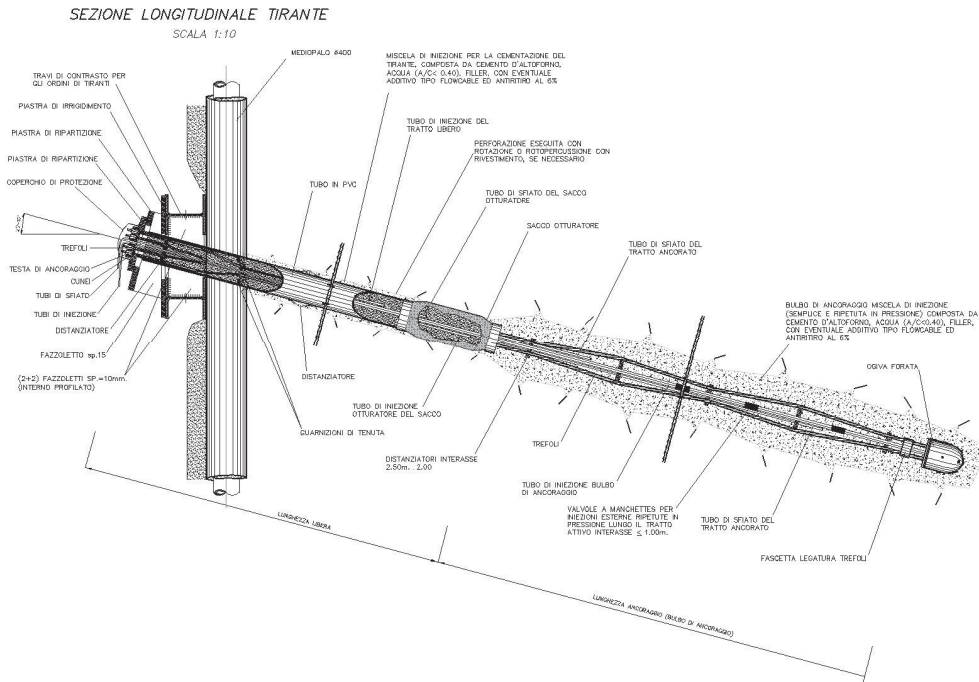 SEZIONE LONGITUDINALE TIRANTE
SCALA 1:10
MEDIOPALO ø400
MISCELA DI INIEZIONE PER LA CEMENTAZIONE DEL
TIRANTE, COMPOSTA DA CEMENTO D'ALTOFORNO,
ACQUA (A/C< 0.40), FILLER, CON EVENTUALE
ADDITIVO TIPO FLOWCABLE ED ANTIRITIRO AL 6%
TRAVI DI CONTRASTO PER
GLI ORDINI DI TIRANTI
PIASTRA DI IRRIGIDIMENTO
PIASTRA DI RIPARTIZIONE
PIASTRA DI RIPARTIZIONE
COPERCHIO DI PROTEZIONE
TREFOLI
TESTA DI ANCORAGGIO
CUNEI
TUBI DI SFIATO
TUBI DI INIEZIONE
DISTANZIATORE
FAZZOLETTO sp.15
(2+2) FAZZOLETTI SP.=10mm.
(INTERNO PROFILATO)
TUBO DI INIEZIONE DEL
TRATTO LIBERO
PERFORAZIONE ESEGUITA CON
ROTAZIONE O ROTOPERCUSSIONE CON
RIVESTIMENTO, SE NECESSARIO
TUBO IN PVC
TUBO DI SFIATO DEL SACCO
OTTURATORE
SACCO OTTURATORE
TUBO DI SFIATO DEL
TRATTO ANCORATO
BULBO DI ANCORAGGIO MISCELA DI INIEZIONE
(SEMPLICE E RIPETUTA IN PRESSIONE) COMPOSTA DA
CEMENTO D'ALTOFORNO, ACQUA (A/C<0.40), FILLER,
CON EVENTUALE ADDITIVO TIPO FLOWCABLE ED
ANTIRITIRO AL 6%
OGIVA FORATA
DISTANZIATORE
TUBO DI INIEZIONE
OTTURATORE DEL SACCO
GUARNIZIONI DI TENUTA
TREFOLI
DISTANZIATORI INTERASSE
2.50m. . 2.00
TUBO DI INIEZIONE BULBO
DI ANCORAGGIO
VALVOLE A MANCHETTES PER
INIEZIONI ESTERNE RIPETUTE IN
PRESSIONE LUNGO IL TRATTO
ATTIVO INTERASSE ≤ 1.00m.
TUBO DI SFIATO DEL
TRATTO ANCORATO
FASCETTA LEGATURA TREFOLI
LUNGHEZZA LIBERA
LUNGHEZZA ANCORAGGIO (BULBO DI ANCORAGGIO)